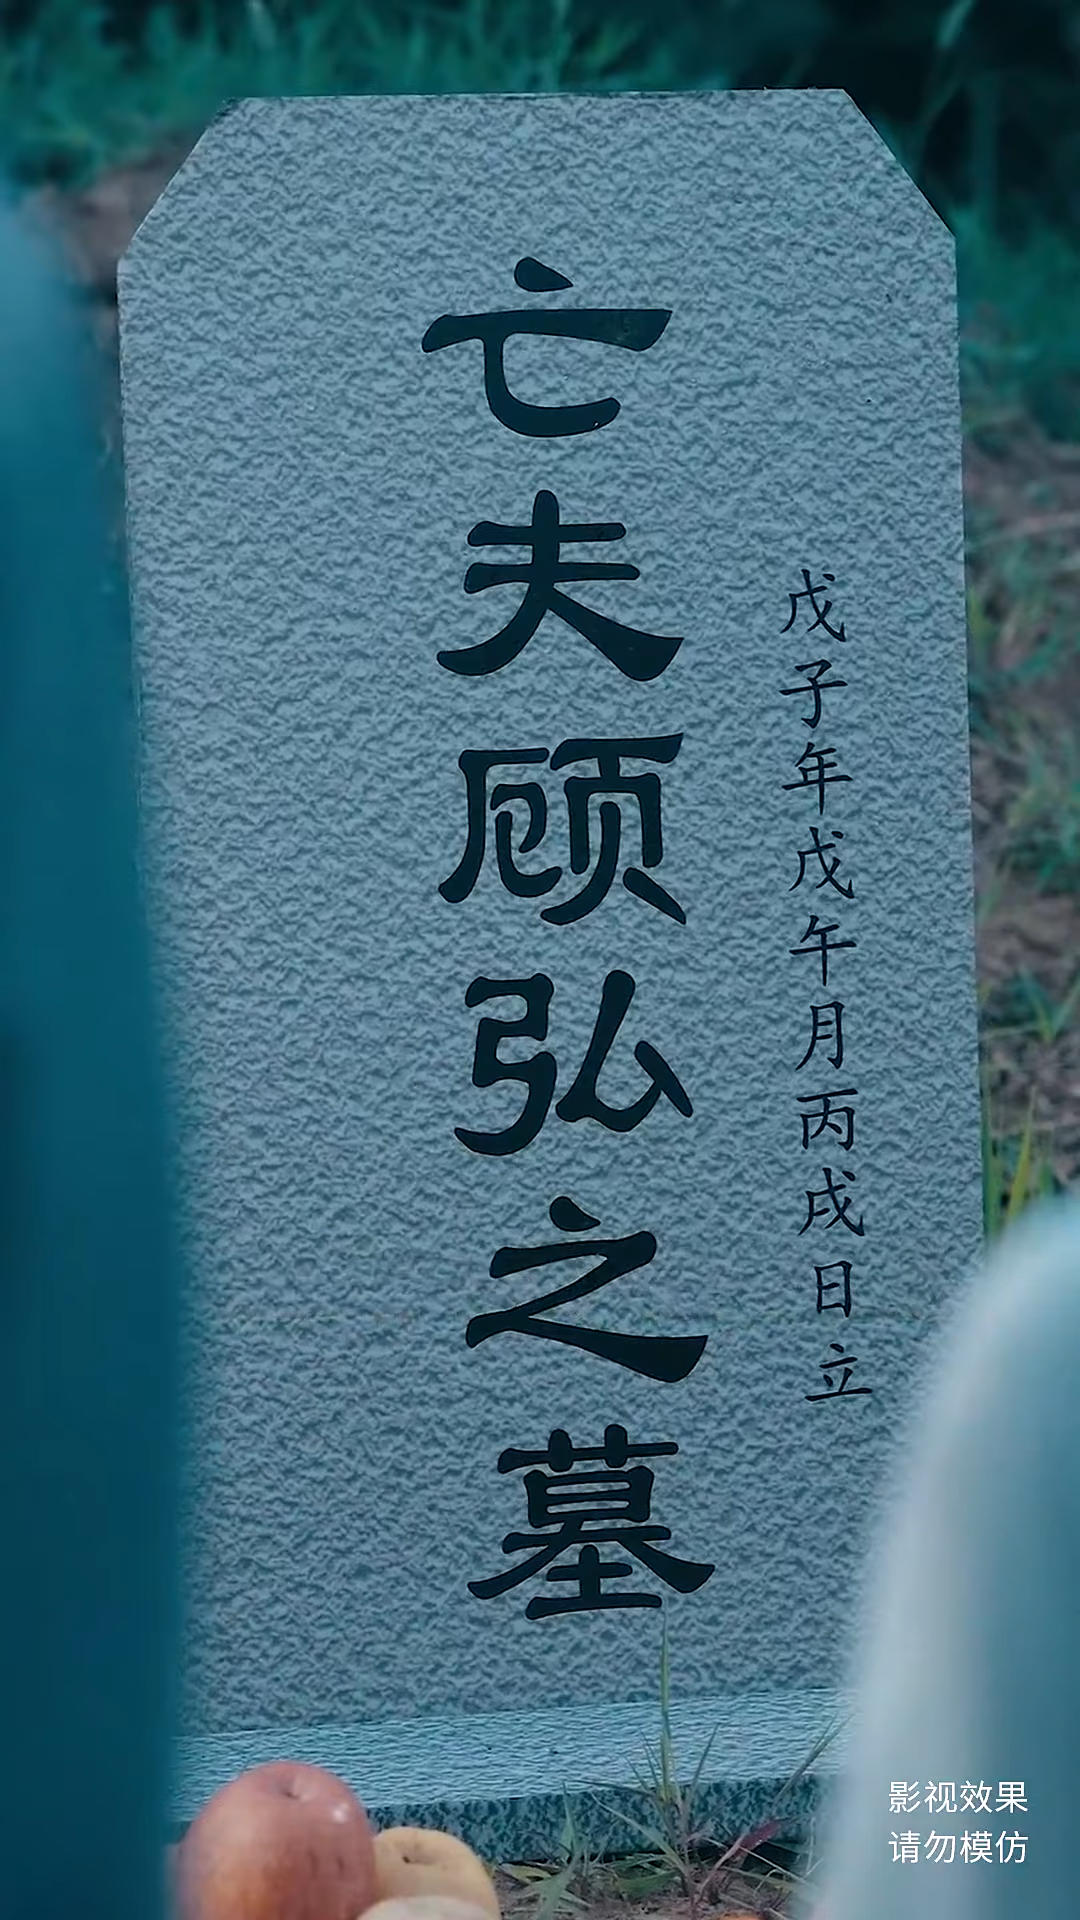 戊子年戊午月丙戌日立
亡夫顾弘之墓
影视效果
请勿模仿